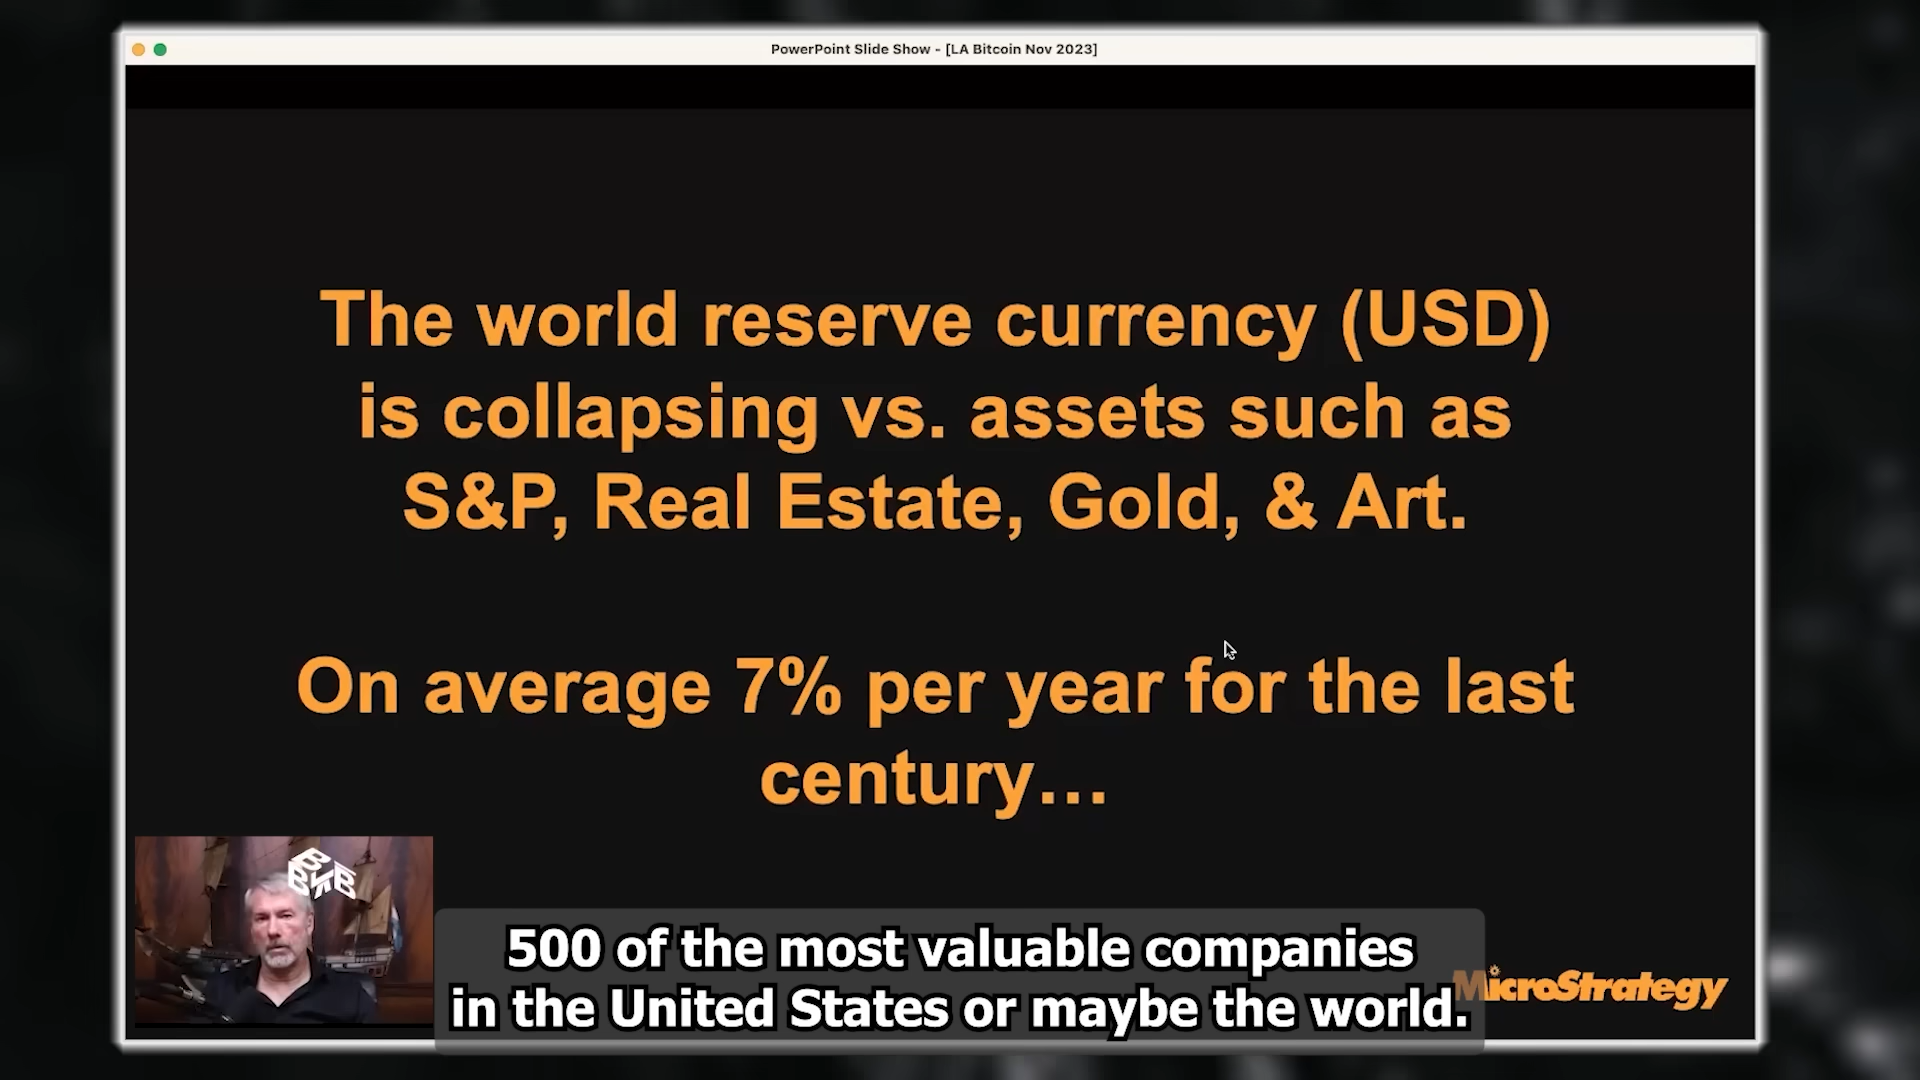 PowerPoint Slide Show - [LA Bitcoin Nov 2023]
The world reserve currency (USD)
is collapsing vs. assets such as
S&P, Real Estate, Gold, & Art.
On average 7% per year for the last
century...
500 of the most valuable companies
in the United States or maybe the world.
MicroStrategy